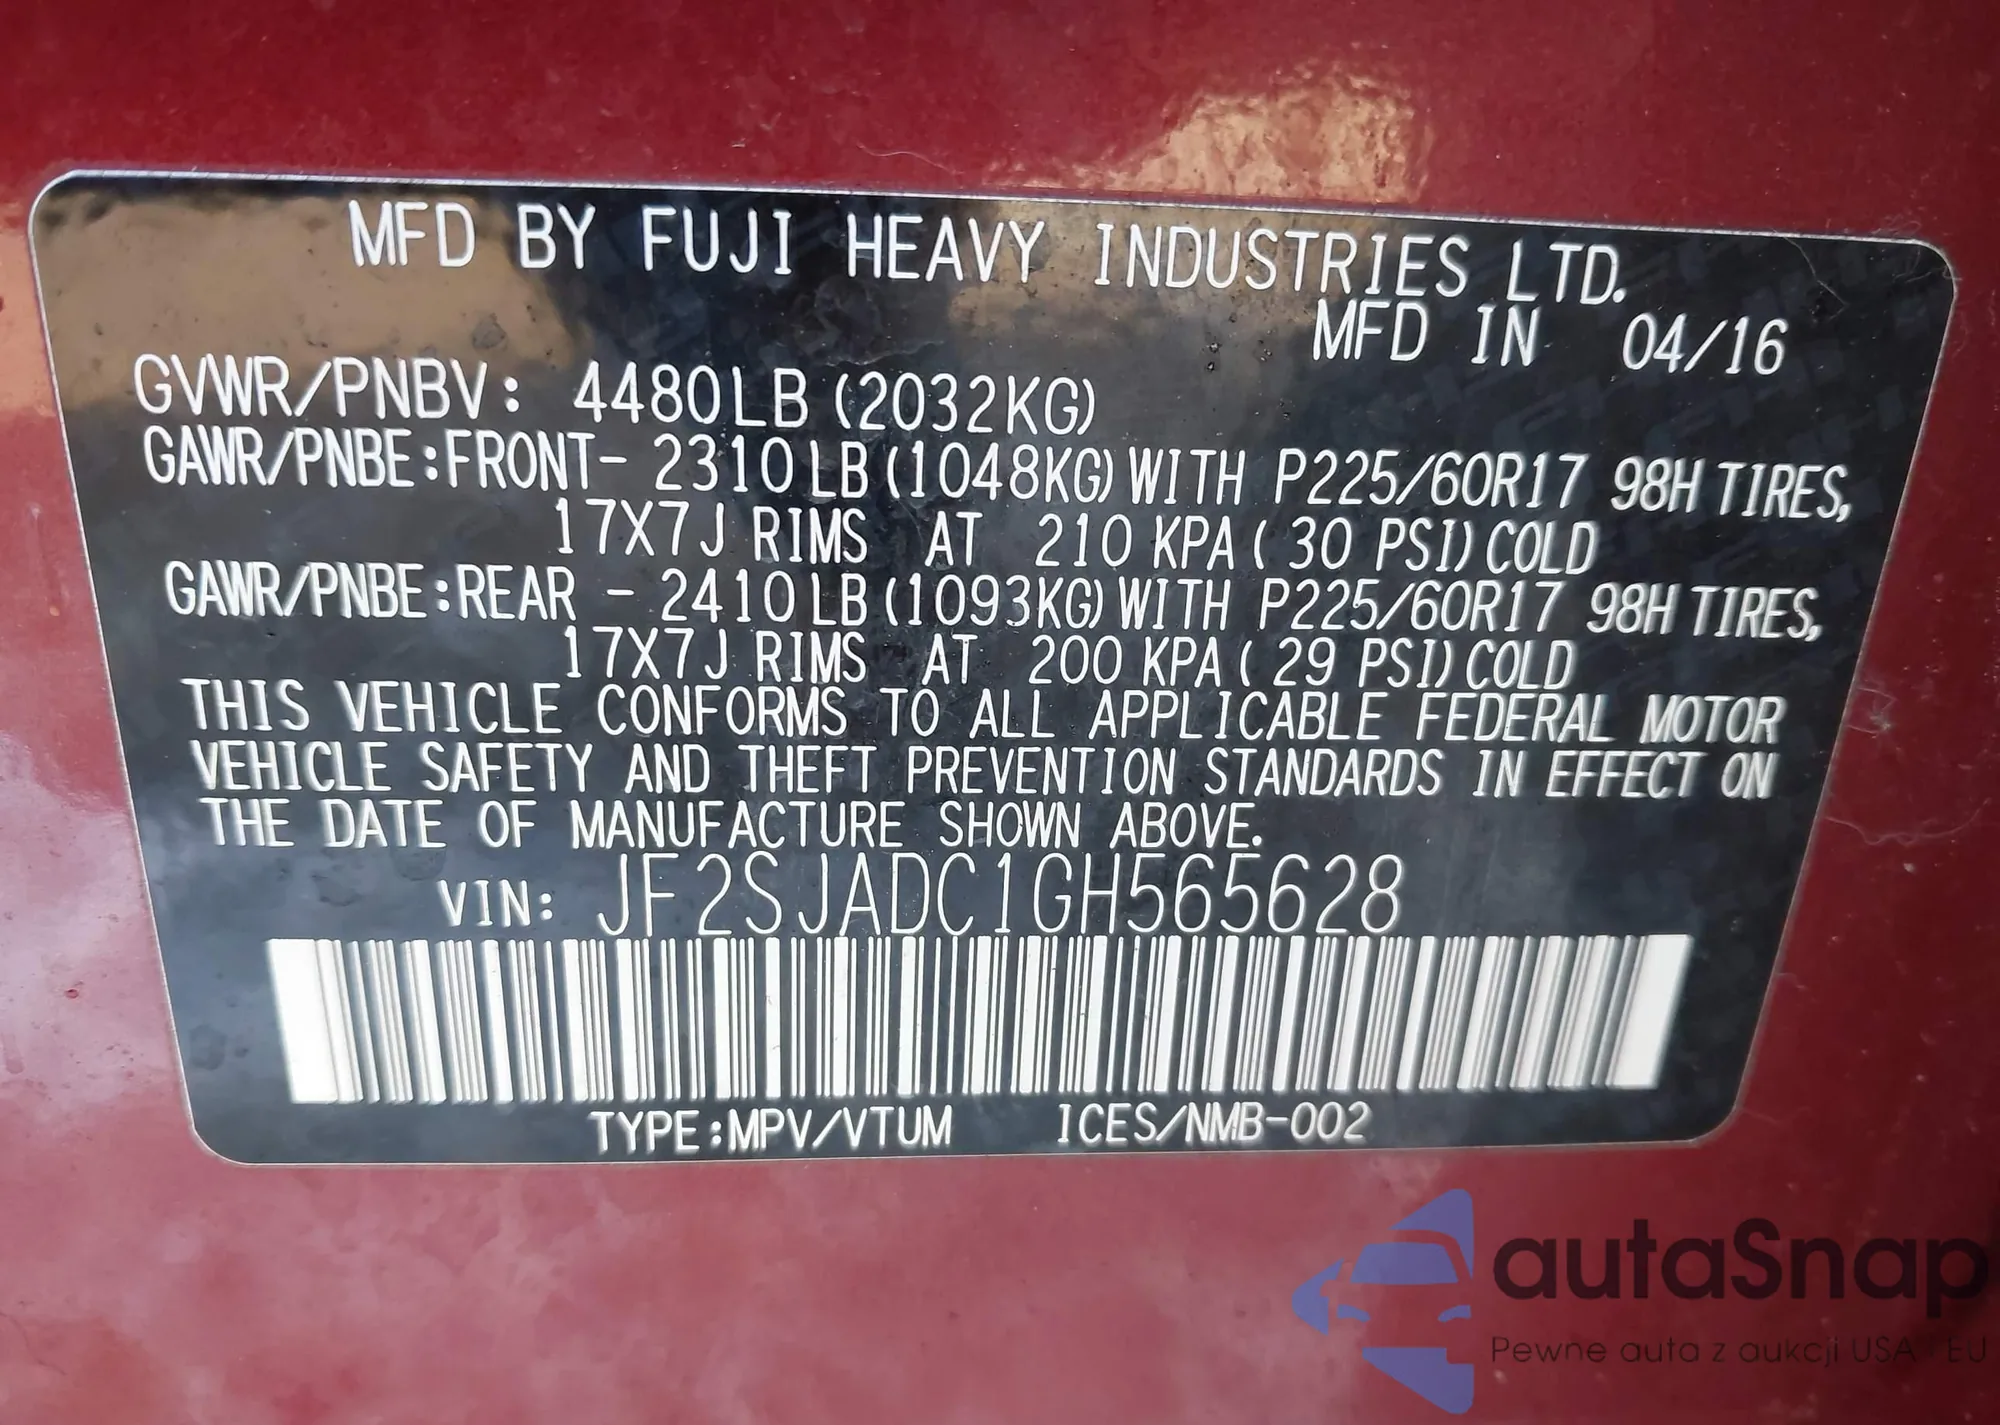 MFD BY FUJI HEAVY INDUSTRIES LTD.
MFD IN 04/16
GVWR/PNBV: 4480LB (2032KG)
GAWR/PNBE:FRONT- 2310LB(1048KG)WITH P225/60R17 98H TIRES,
17X7J RIMS AT 210 KPA ( 30 PSI) COLD
GAWR/PNBE:REAR - 2410LB(1093KG)WITH P225/60R17 98H TIRES,
17X7J RIMS AT 200 KPA ( 29 PSI) COLD
THIS VEHICLE CONFORMS TO ALL APPLICABLE FEDERAL MOTOR
VEHICLE SAFETY AND THEFT PREVENTION STANDARDS IN EFFECT ON
THE DATE OF MANUFACTURE SHOWN ABOVE.
VIN: JF2SJADC1GH565628
TYPE:MPV/VTUM ICES/NMB-002
autaSnap
Pewne auta z aukcji USA - EU